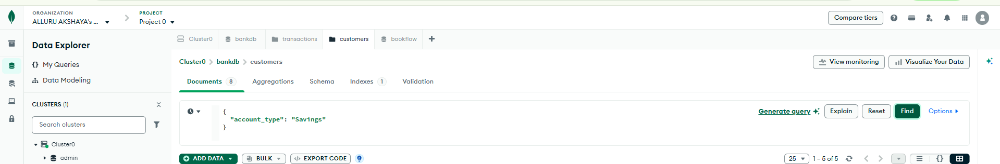 ORGANIZATION
ALLURU AKSHAYA's ...
PROJECT
Project 0
Compare tiers
Data Explorer
My Queries
Data Modeling
CLUSTERS (1)
Search clusters
Cluster0
admin
Cluster0 bankdb transactions customers bookflow
Cluster0 > bankdb > customers
View monitoring
Visualize Your Data
Documents 8 Aggregations Schema Indexes 1 Validation
{
"account_type": "Savings"
}
Generate query Explain Reset Find Options
ADD DATA BULK EXPORT CODE
25 1 – 5 of 5 {}